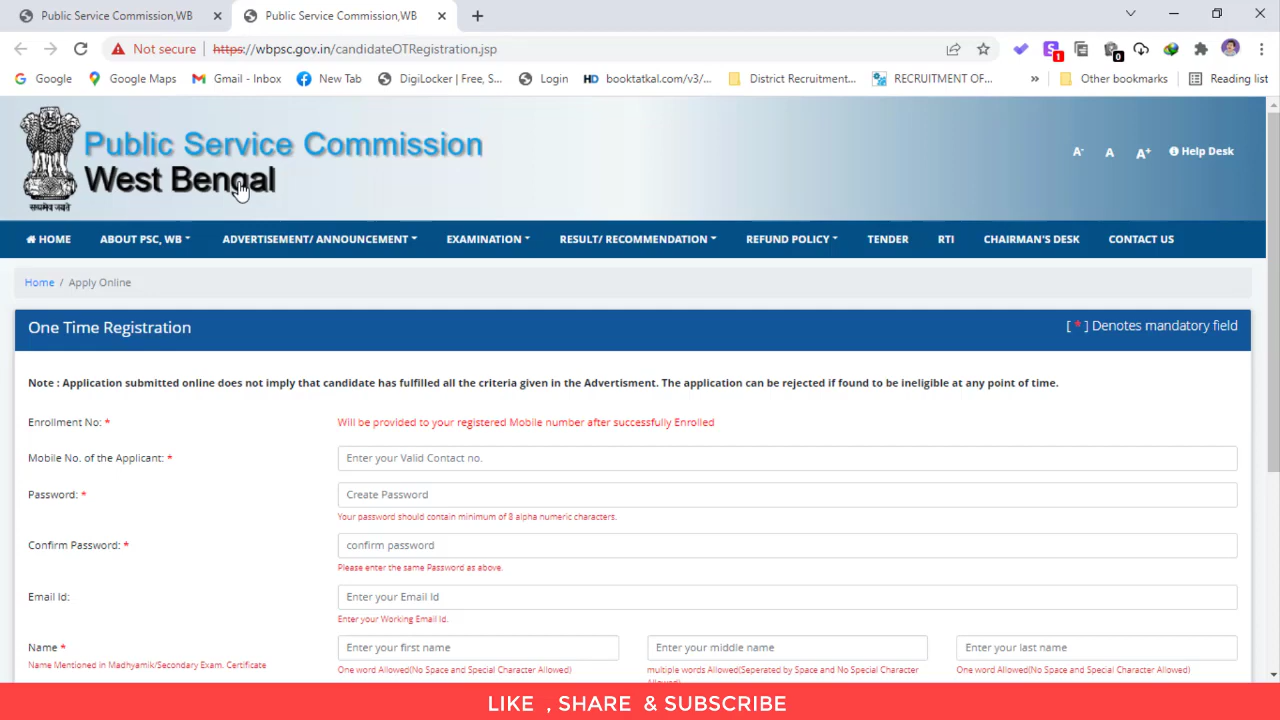 Public Service Commission,WB
Public Service Commission,WB
Not secure https://wbpsc.gov.in/candidateOTRegistration.jsp
1
0
Google Google Maps Gmail - Inbox New Tab DigiLocker | Free, S... Login HD booktatkal.com/v3/... District Recruitment... RECRUITMENT OF... » Other bookmarks Reading list
Public Service Commission
West Bengal
सत्यमेव जयते
A- A A+ Help Desk
HOME ABOUT PSC, WB ADVERTISEMENT/ ANNOUNCEMENT EXAMINATION RESULT/ RECOMMENDATION REFUND POLICY TENDER RTI CHAIRMAN'S DESK CONTACT US
Home / Apply Online
One Time Registration [ * ] Denotes mandatory field
Note : Application submitted online does not imply that candidate has fulfilled all the criteria given in the Advertisment. The application can be rejected if found to be ineligible at any point of time.
Enrollment No: * Will be provided to your registered Mobile number after successfully Enrolled
Mobile No. of the Applicant: * Enter your Valid Contact no.
Password: * Create Password
Your password should contain minimum of 8 alpha numeric characters.
Confirm Password: * confirm password
Please enter the same Password as above.
Email Id: Enter your Email Id
Enter your Working Email Id.
Name * Enter your first name Enter your middle name Enter your last name
Name Mentioned in Madhyamik/Secondary Exam. Certificate One word Allowed(No Space and Special Character Allowed) multiple words Allowed(Seperated by Space and No Special Character One word Allowed(No Space and Special Character Allowed)
LIKE , SHARE & SUBSCRIBE